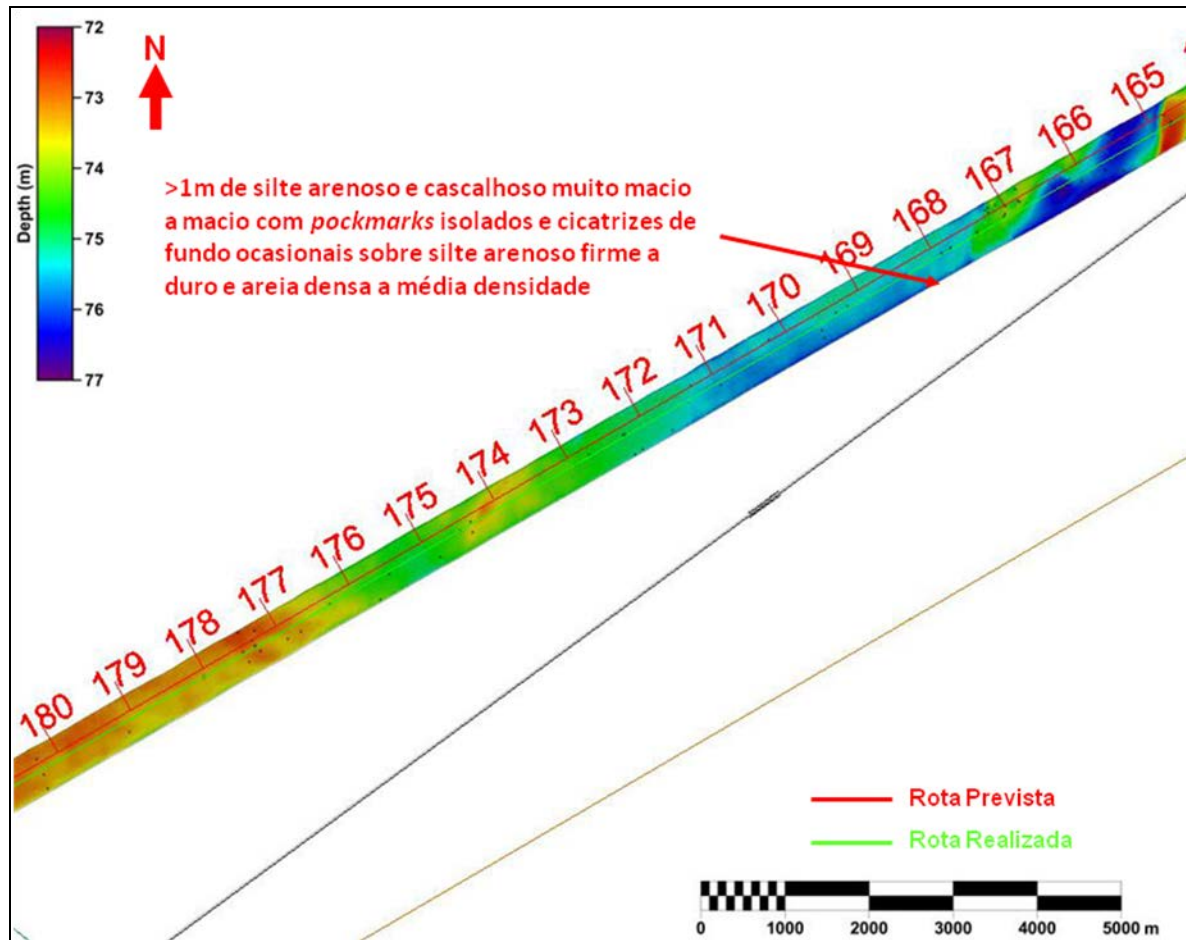 72
73
74
75
76
77
Depth (m)
N
>1m de silte arenoso e cascalhoso muito macio
a macio com pockmarks isolados e cicatrizes de
fundo ocasionais sobre silte arenoso firme a
duro e areia densa a média densidade
165
166
167
168
169
170
171
172
173
174
175
176
177
178
179
180
Rota Prevista
Rota Realizada
0 1000 2000 3000 4000 5000 m